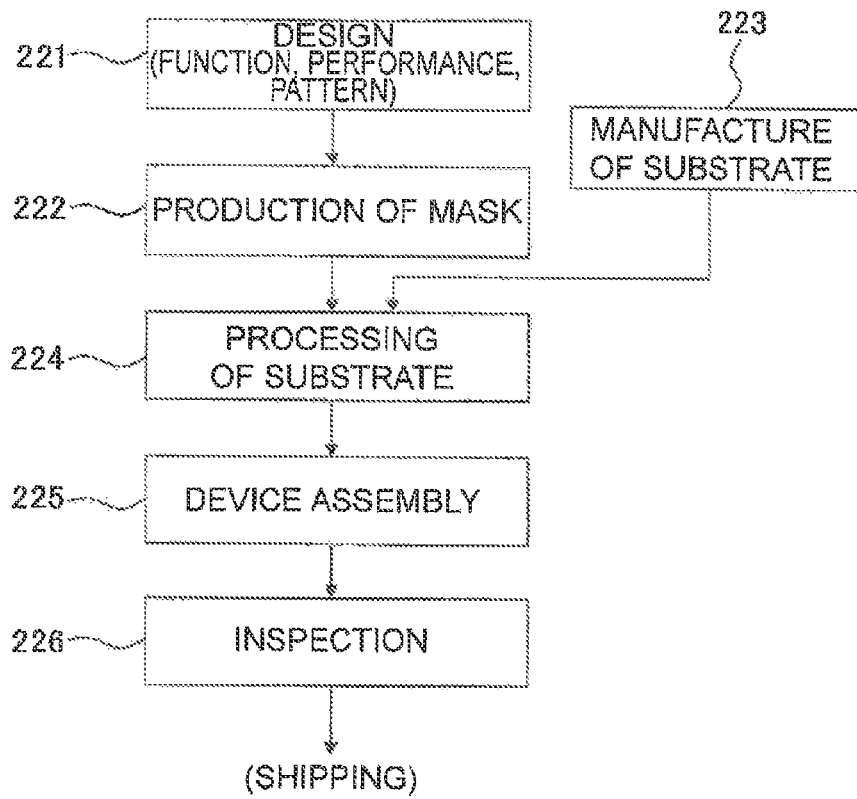 221
DESIGN
(FUNCTION, PERFORMANCE,
PATTERN)
223
MANUFACTURE
OF SUBSTRATE
222
PRODUCTION OF MASK
224
PROCESSING
OF SUBSTRATE
225
DEVICE ASSEMBLY
226
INSPECTION
(SHIPPING)